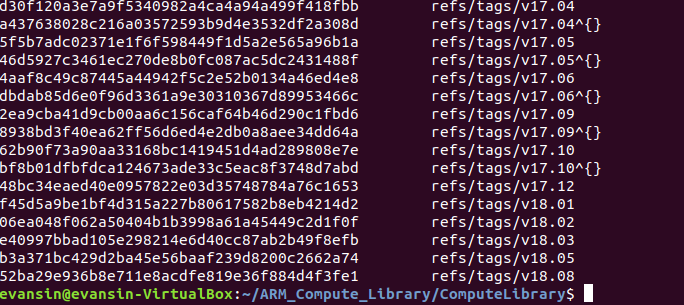 d30f120a3e7a9f5340982a4ca4a94a499f418fbb refs/tags/v17.04
a437638028c216a03572593b9d4e3532df2a308d refs/tags/v17.04^{}
5f5b7adc02371e1f6f598449f1d5a2e565a96b1a refs/tags/v17.05
46d5927c3461ec270de8b0fc087ac5dc2431488f refs/tags/v17.05^{}
4aaf8c49c87445a44942f5c2e52b0134a46ed4e8 refs/tags/v17.06
dbdab85d6e0f96d3361a9e30310367d89953466c refs/tags/v17.06^{}
2ea9cba41d9cb00aa6c156caf64b46d290c1fbd6 refs/tags/v17.09
8938bd3f40ea62ff56d6ed4e2db0a8aee34dd64a refs/tags/v17.09^{}
62b90f73a90aa33168bc1419451d4ad289808e7e refs/tags/v17.10
bf8b01dfbfdca124673ade33c5eac8f3748d7abd refs/tags/v17.10^{}
48bc34eaed40e0957822e03d35748784a76c1653 refs/tags/v17.12
f45d5a9be1bf4d315a227b80617582b8eb4214d2 refs/tags/v18.01
06ea048f062a50404b1b3998a61a45449c2d1f0f refs/tags/v18.02
e40997bbad105e298214e6d40cc87ab2b49f8efb refs/tags/v18.03
b3a371bc429d2ba45e56baaf239d8200c2662a74 refs/tags/v18.05
52ba29e936b8e711e8acdfe819e36f884d4f3fe1 refs/tags/v18.08
evansin@evansin-VirtualBox:~/ARM_Compute_Library/ComputeLibrary$